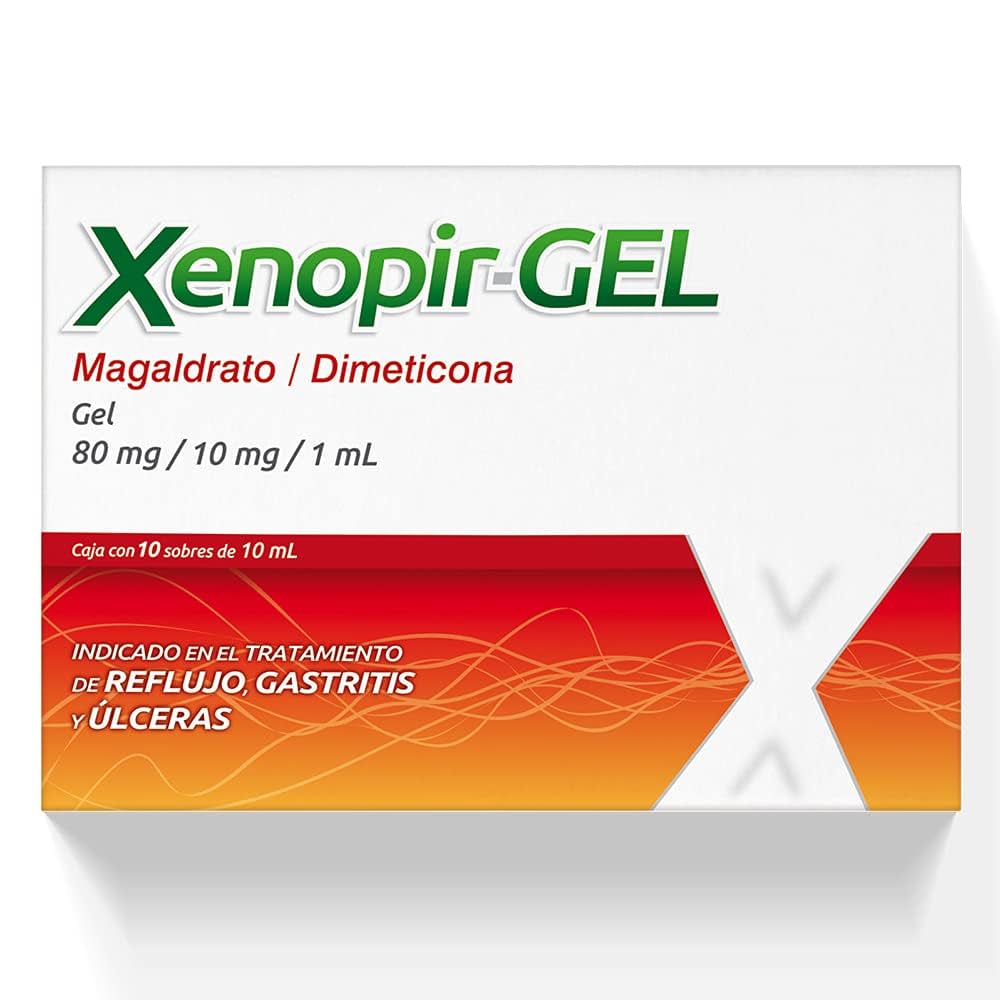 Xenopir-GEL
Magaldrato / Dimeticona
Gel
80 mg / 10 mg / 1 mL
Caja con 10 sobres de 10 mL
INDICADO EN EL TRATAMIENTO
DE REFLUJO, GASTRITIS
Y ÚLCERAS
X